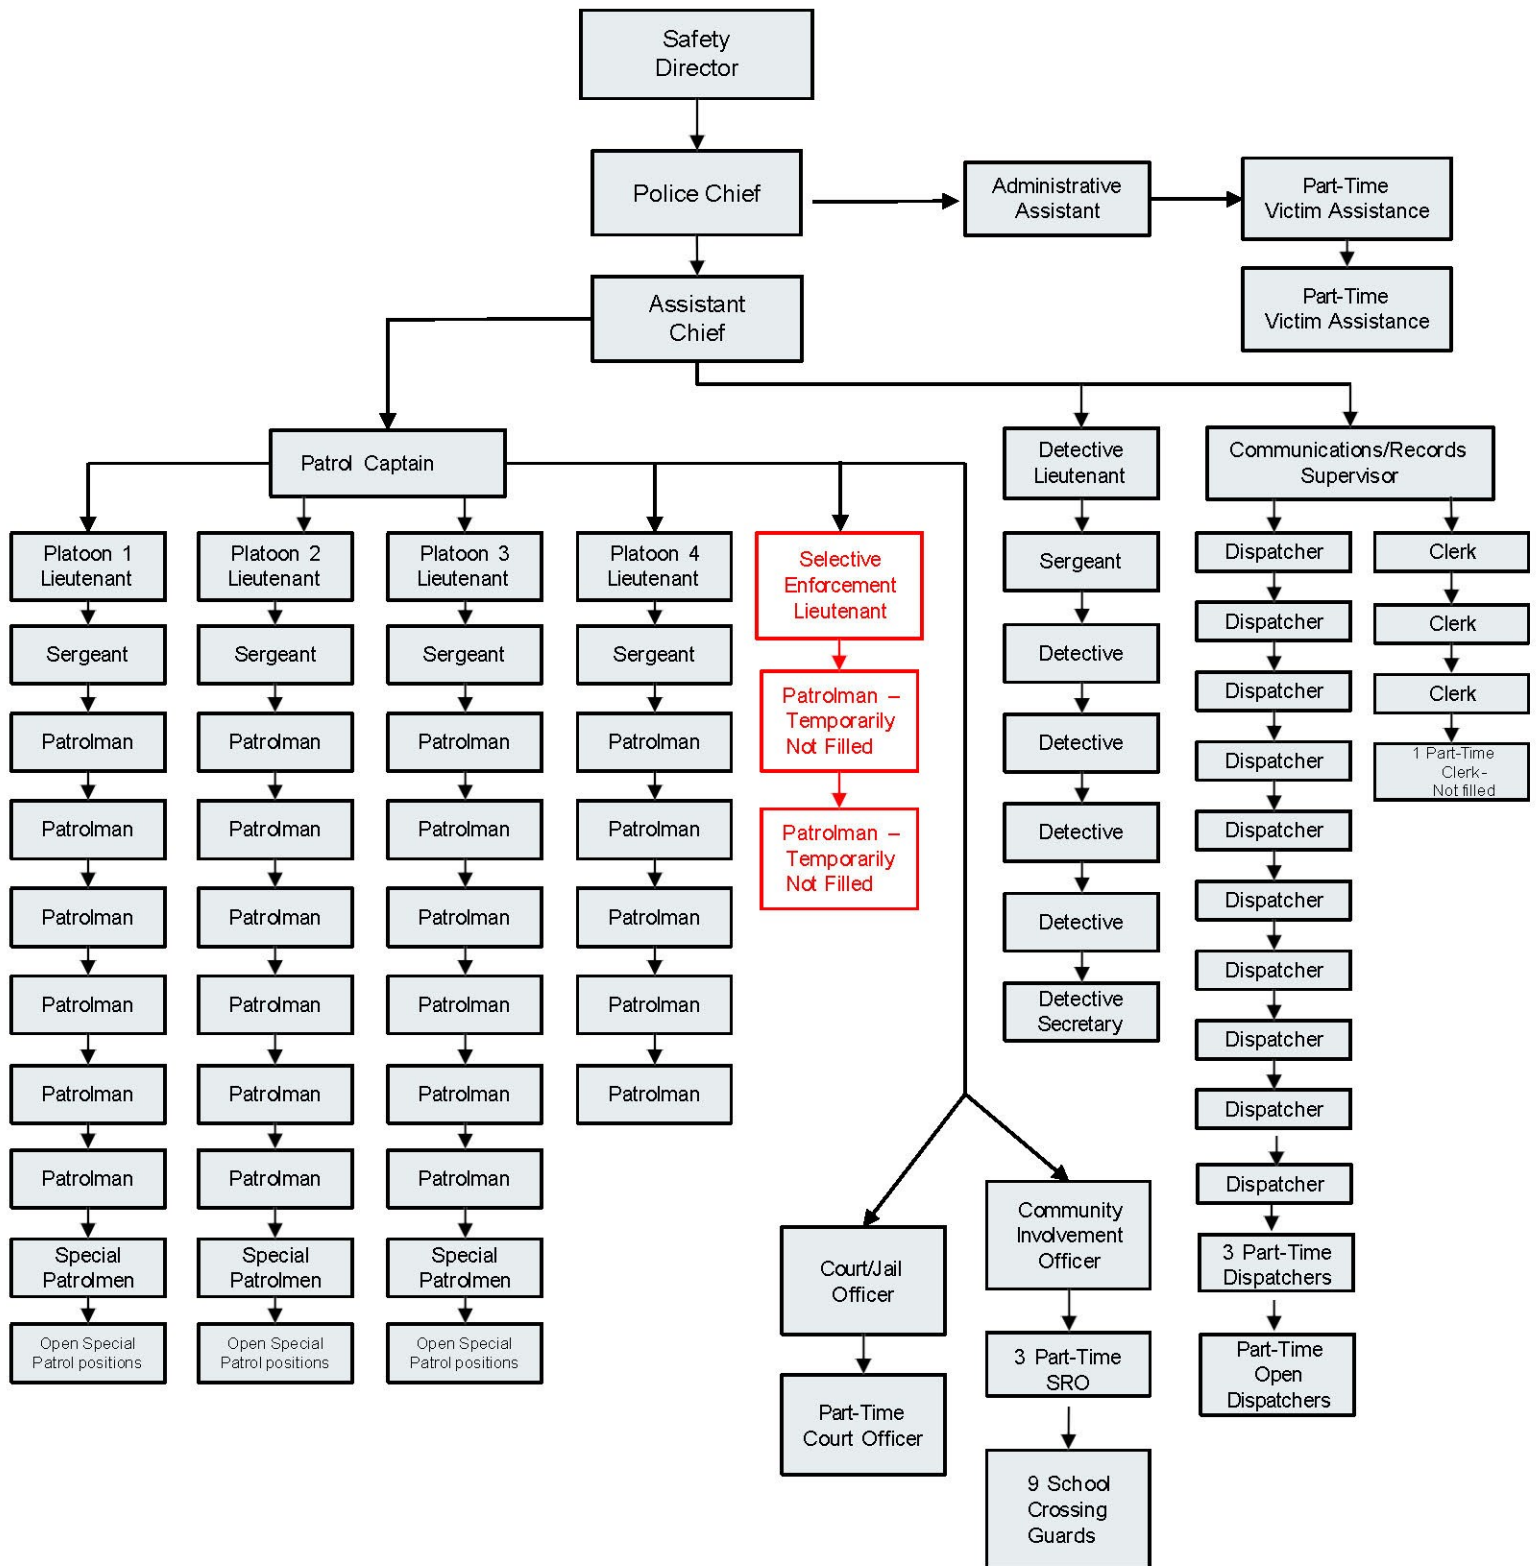 Safety
Director
Police Chief
Administrative
Assistant
Part-Time
Victim Assistance
Part-Time
Victim Assistance
Assistant
Chief
Patrol Captain
Detective
Lieutenant
Communications/Records
Supervisor
Platoon 1
Lieutenant
Sergeant
Patrolman
Patrolman
Patrolman
Patrolman
Patrolman
Patrolman
Special
Patrolmen
Open Special
Patrol positions
Platoon 2
Lieutenant
Sergeant
Patrolman
Patrolman
Patrolman
Patrolman
Patrolman
Patrolman
Special
Patrolmen
Open Special
Patrol positions
Platoon 3
Lieutenant
Sergeant
Patrolman
Patrolman
Patrolman
Patrolman
Patrolman
Patrolman
Special
Patrolmen
Open Special
Patrol positions
Platoon 4
Lieutenant
Sergeant
Patrolman
Patrolman
Patrolman
Patrolman
Patrolman
Selective
Enforcement
Lieutenant
Patrolman –
Temporarily
Not Filled
Patrolman –
Temporarily
Not Filled
Court/Jail
Officer
Part-Time
Court Officer
Community
Involvement
Officer
3 Part-Time
SRO
9 School
Crossing
Guards
Sergeant
Detective
Detective
Detective
Detective
Detective
Secretary
Dispatcher
Dispatcher
Dispatcher
Dispatcher
Dispatcher
Dispatcher
Dispatcher
Dispatcher
Dispatcher
Dispatcher
3 Part-Time
Dispatchers
Part-Time
Open
Dispatchers
Clerk
Clerk
Clerk
1 Part-Time
Clerk-
Not filled